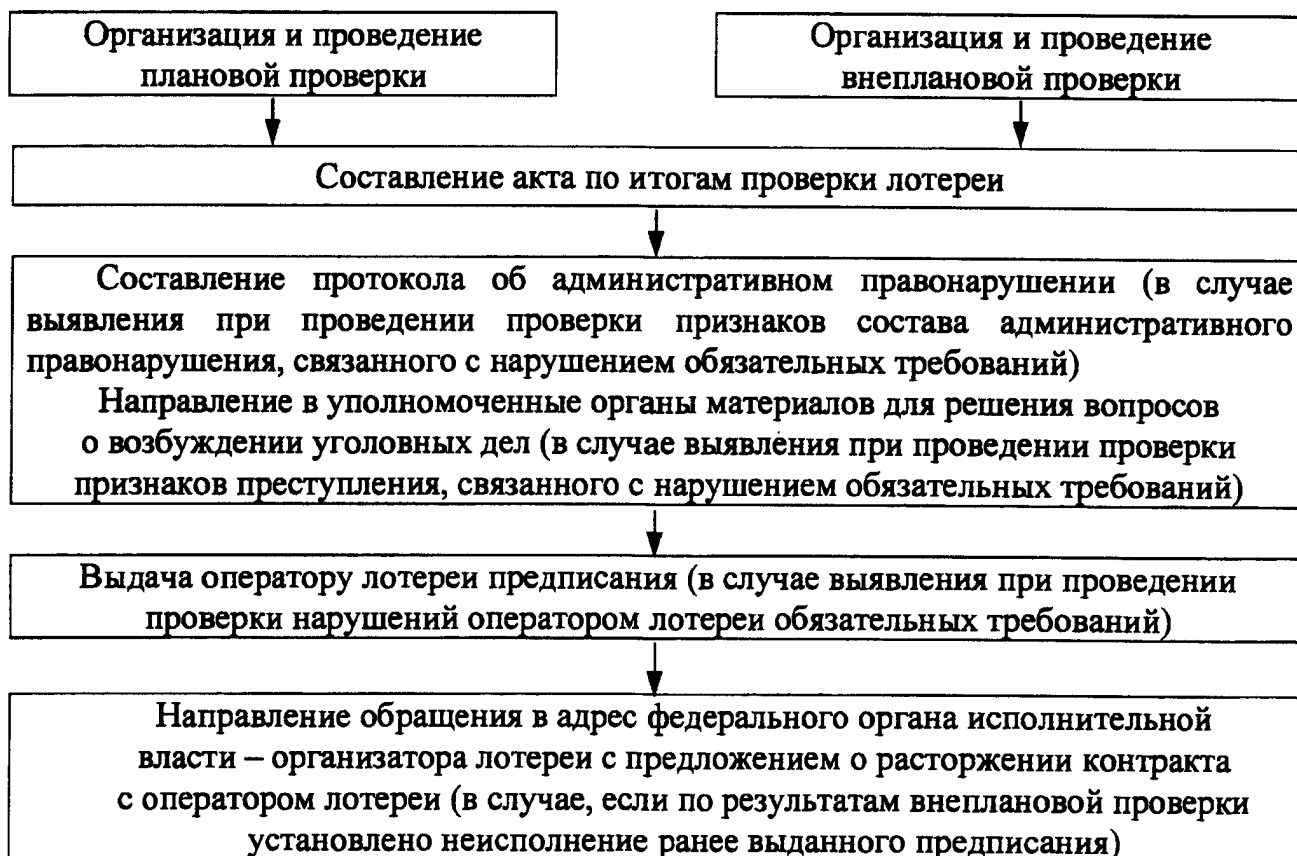 Организация и проведение
плановой проверки
Организация и проведение
внеплановой проверки
Составление акта по итогам проверки лотереи
Составление протокола об административном правонарушении (в случае
выявления при проведении проверки признаков состава административного
правонарушения, связанного с нарушением обязательных требований)
Направление в уполномоченные органы материалов для решения вопросов
о возбуждении уголовных дел (в случае выявления при проведении проверки
признаков преступления, связанного с нарушением обязательных требований)
Выдача оператору лотереи предписания (в случае выявления при проведении
проверки нарушений оператором лотереи обязательных требований)
Направление обращения в адрес федерального органа исполнительной
власти – организатора лотереи с предложением о расторжении контракта
с оператором лотереи (в случае, если по результатам внеплановой проверки
установлено неисполнение ранее выданного предписания)